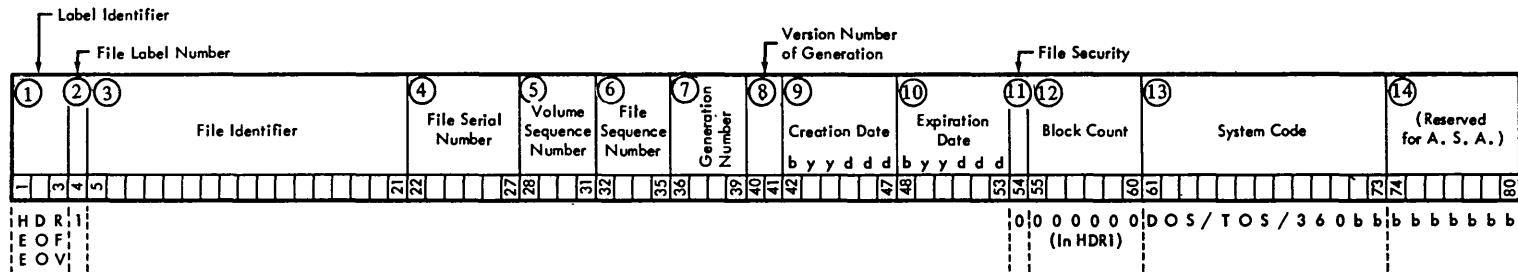 Label Identifier
File Label Number
Version Number
of Generation
File Security
1 2 3 4 5 6 7 8 9 10 11 12 13 14
File Identifier
File Serial
Number
Volume
Sequence
Number
File
Sequence
Number
Generation
Number
Creation Date
b y y d d d
Expiration
Date
b y y d d d
Block Count
System Code
(Reserved
for A. S. A.)
1 3 4 5 21 22 27 28 31 32 35 36 39 40 41 42 47 48 53 54 55 60 61 73 74 80
H D R 1 0 0 0 0 0 0 0 D O S / T O S / 3 6 0 b b b b b b b b b
E O F (In HDR1)
E O V